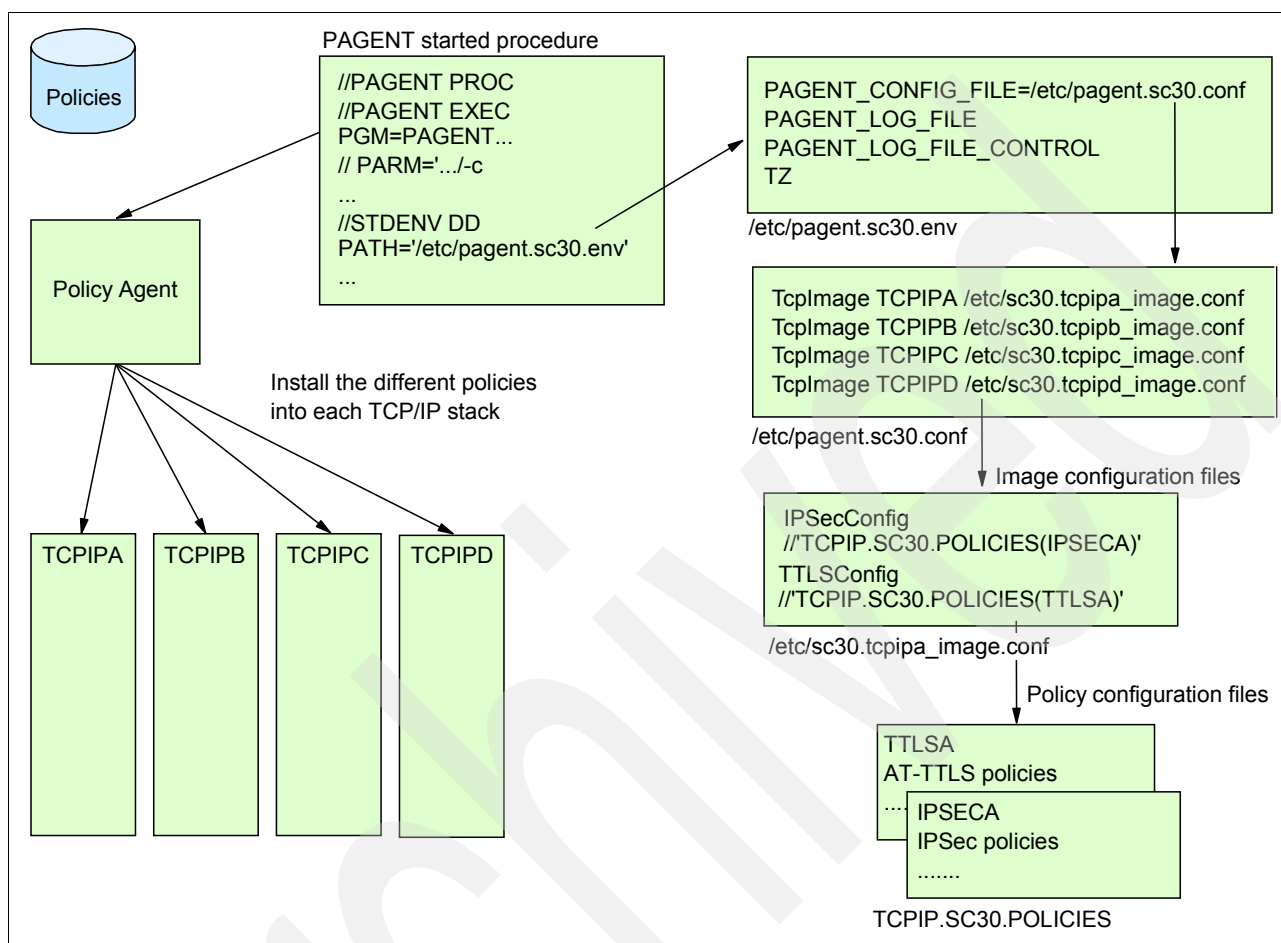 Policies
PAGENT started procedure
//PAGENT PROC
//PAGENT EXEC
PGM=PAGENT...
// PARM='.../-c
...
//STDENV DD
PATH='/etc/pagent.sc30.env'
...
PAGENT_CONFIG_FILE=/etc/pagent.sc30.conf
PAGENT_LOG_FILE
PAGENT_LOG_FILE_CONTROL
TZ
/etc/pagent.sc30.env
Policy Agent
TcpImage TCPIPA /etc/sc30.tcpipa_image.conf
TcpImage TCPIPB /etc/sc30.tcpipb_image.conf
TcpImage TCPIPC /etc/sc30.tcpipc_image.conf
TcpImage TCPIPD /etc/sc30.tcpipd_image.conf
/etc/pagent.sc30.conf
Install the different policies
into each TCP/IP stack
Image configuration files
IPSecConfig
//'TCPIP.SC30.POLICIES(IPSECA)'
TTLSConfig
//'TCPIP.SC30.POLICIES(TTLSA)'
/etc/sc30.tcpipa_image.conf
TCPIPA
TCPIPB
TCPIPC
TCPIPD
Policy configuration files
TTLSA
AT-TTLS policies
....
IPSECA
IPSec policies
.......
TCPIP.SC30.POLICIES